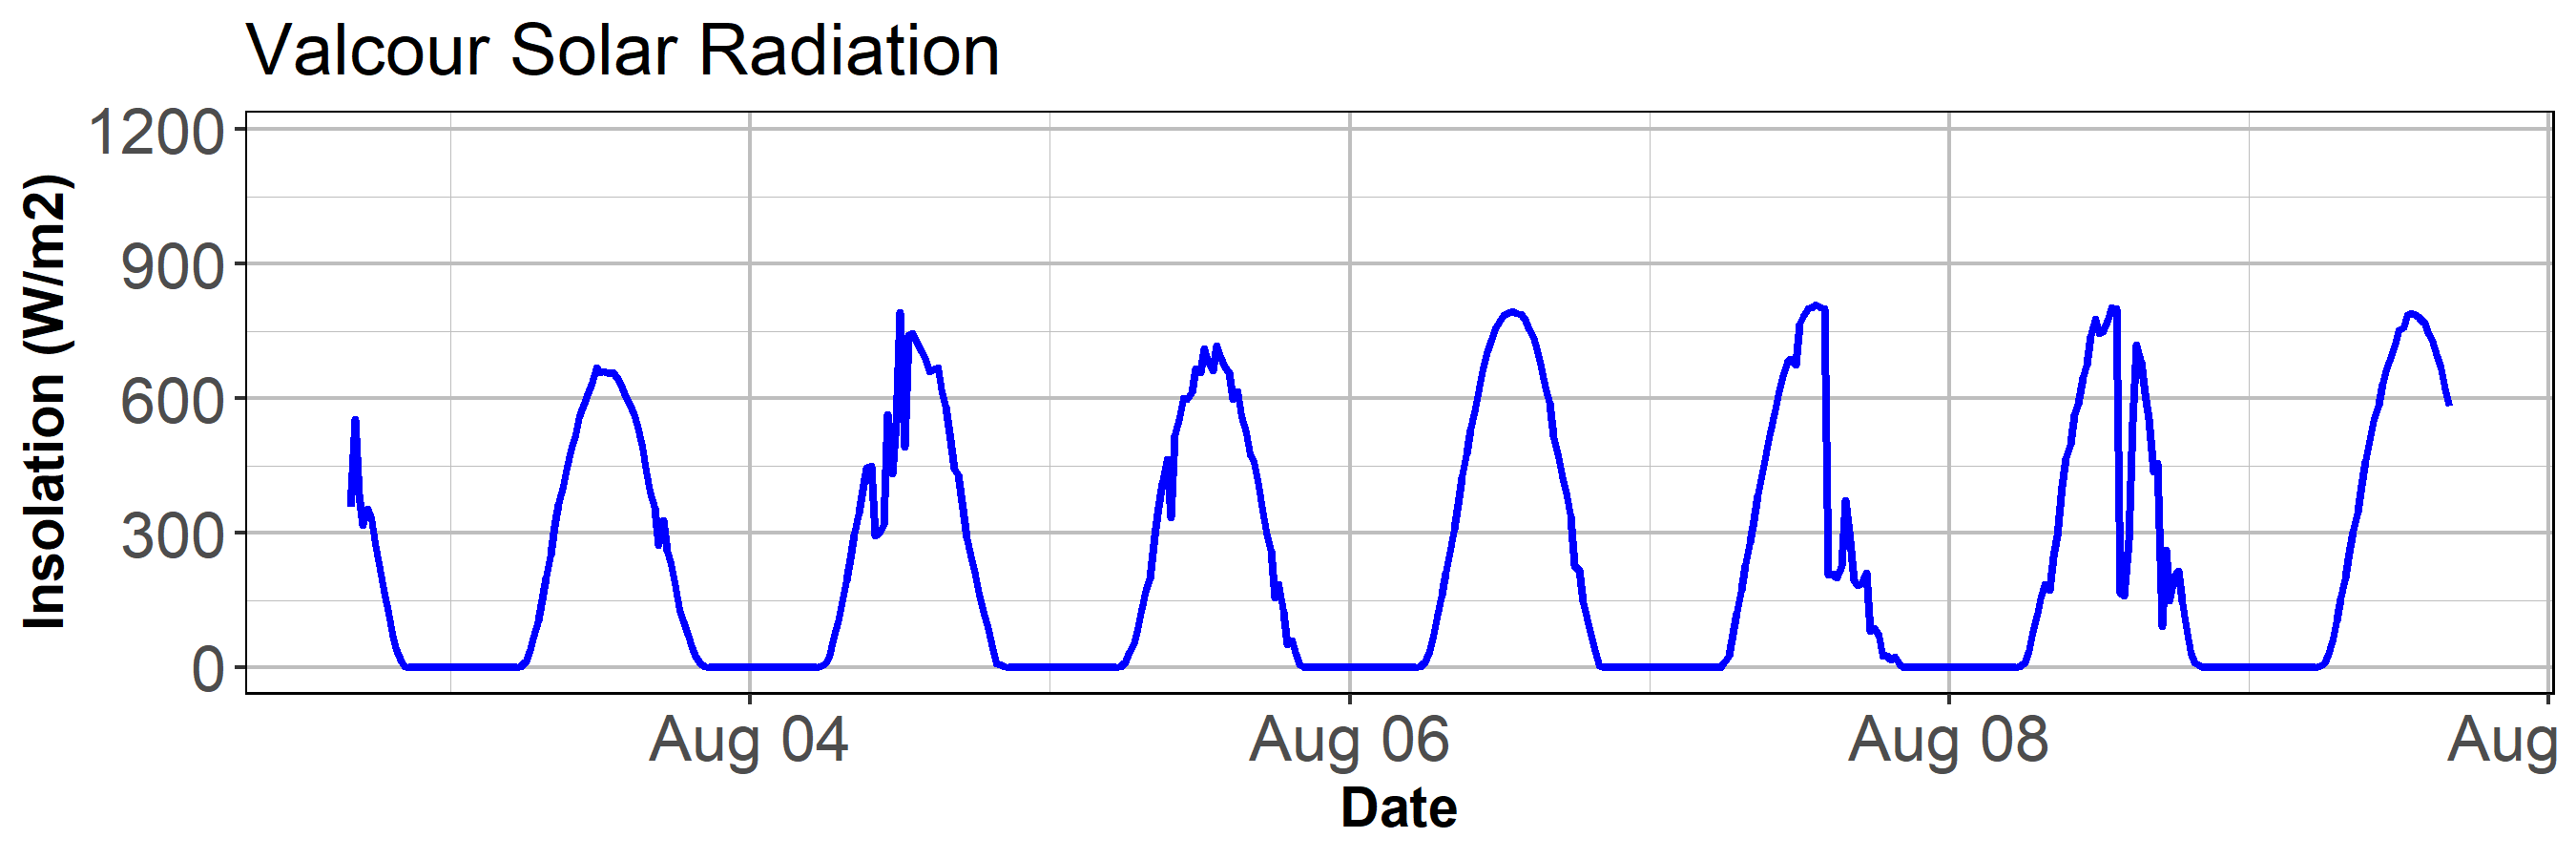 Valcour Solar Radiation
1200
900
600
300
0
Insolation (W/m2)
Aug 04
Aug 06
Aug 08
Aug
Date